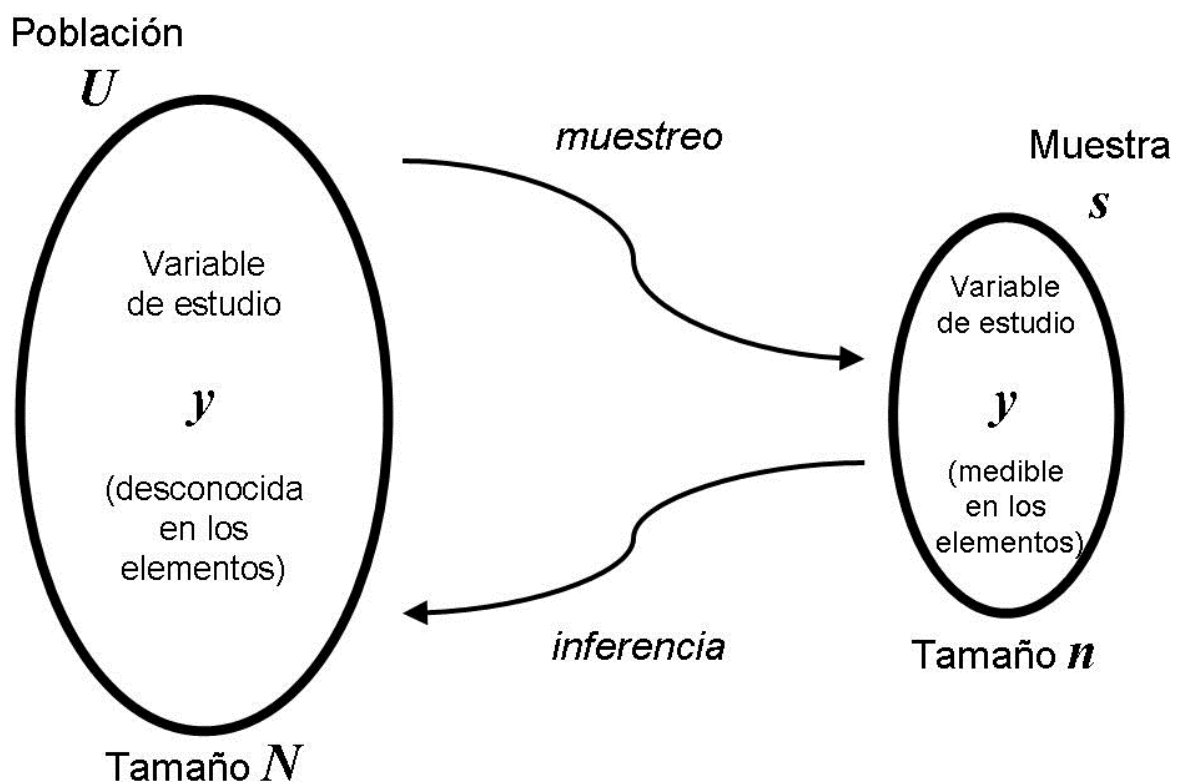 Población
U
Variable
de estudio
y
(desconocida
en los
elementos)
Tamaño N
muestreo
inferencia
Muestra
s
Variable
de estudio
y
(medible
en los
elementos)
Tamaño n